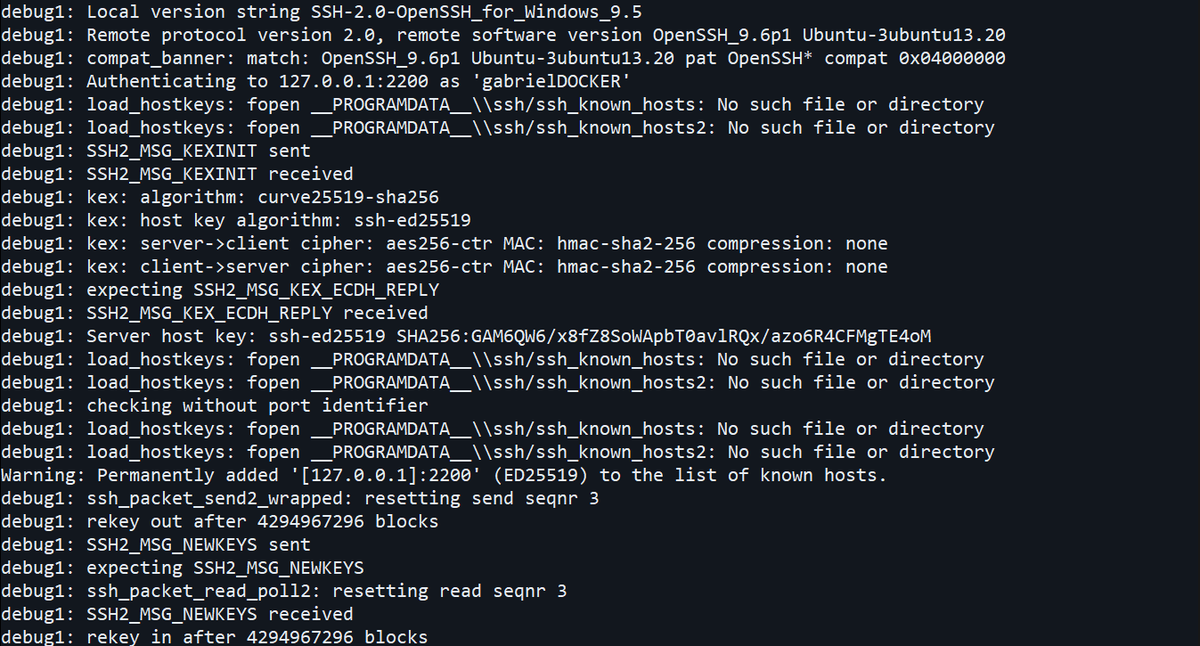 debug1: Local version string SSH-2.0-OpenSSH_for_Windows_9.5
debug1: Remote protocol version 2.0, remote software version OpenSSH_9.6p1 Ubuntu-3ubuntu13.20
debug1: compat_banner: match: OpenSSH_9.6p1 Ubuntu-3ubuntu13.20 pat OpenSSH* compat 0x04000000
debug1: Authenticating to 127.0.0.1:2200 as 'gabrielDOCKER'
debug1: load_hostkeys: fopen __PROGRAMDATA__\\ssh/ssh_known_hosts: No such file or directory
debug1: load_hostkeys: fopen __PROGRAMDATA__\\ssh/ssh_known_hosts2: No such file or directory
debug1: SSH2_MSG_KEXINIT sent
debug1: SSH2_MSG_KEXINIT received
debug1: kex: algorithm: curve25519-sha256
debug1: kex: host key algorithm: ssh-ed25519
debug1: kex: server->client cipher: aes256-ctr MAC: hmac-sha2-256 compression: none
debug1: kex: client->server cipher: aes256-ctr MAC: hmac-sha2-256 compression: none
debug1: expecting SSH2_MSG_KEX_ECDH_REPLY
debug1: SSH2_MSG_KEX_ECDH_REPLY received
debug1: Server host key: ssh-ed25519 SHA256:GAM6QW6/x8fZ8SoWApbT0avlRQx/azo6R4CFMgTE4oM
debug1: load_hostkeys: fopen __PROGRAMDATA__\\ssh/ssh_known_hosts: No such file or directory
debug1: load_hostkeys: fopen __PROGRAMDATA__\\ssh/ssh_known_hosts2: No such file or directory
debug1: checking without port identifier
debug1: load_hostkeys: fopen __PROGRAMDATA__\\ssh/ssh_known_hosts: No such file or directory
debug1: load_hostkeys: fopen __PROGRAMDATA__\\ssh/ssh_known_hosts2: No such file or directory
Warning: Permanently added '[127.0.0.1]:2200' (ED25519) to the list of known hosts.
debug1: ssh_packet_send2_wrapped: resetting send seqnr 3
debug1: rekey out after 4294967296 blocks
debug1: SSH2_MSG_NEWKEYS sent
debug1: expecting SSH2_MSG_NEWKEYS
debug1: ssh_packet_read_poll2: resetting read seqnr 3
debug1: SSH2_MSG_NEWKEYS received
debug1: rekey in after 4294967296 blocks